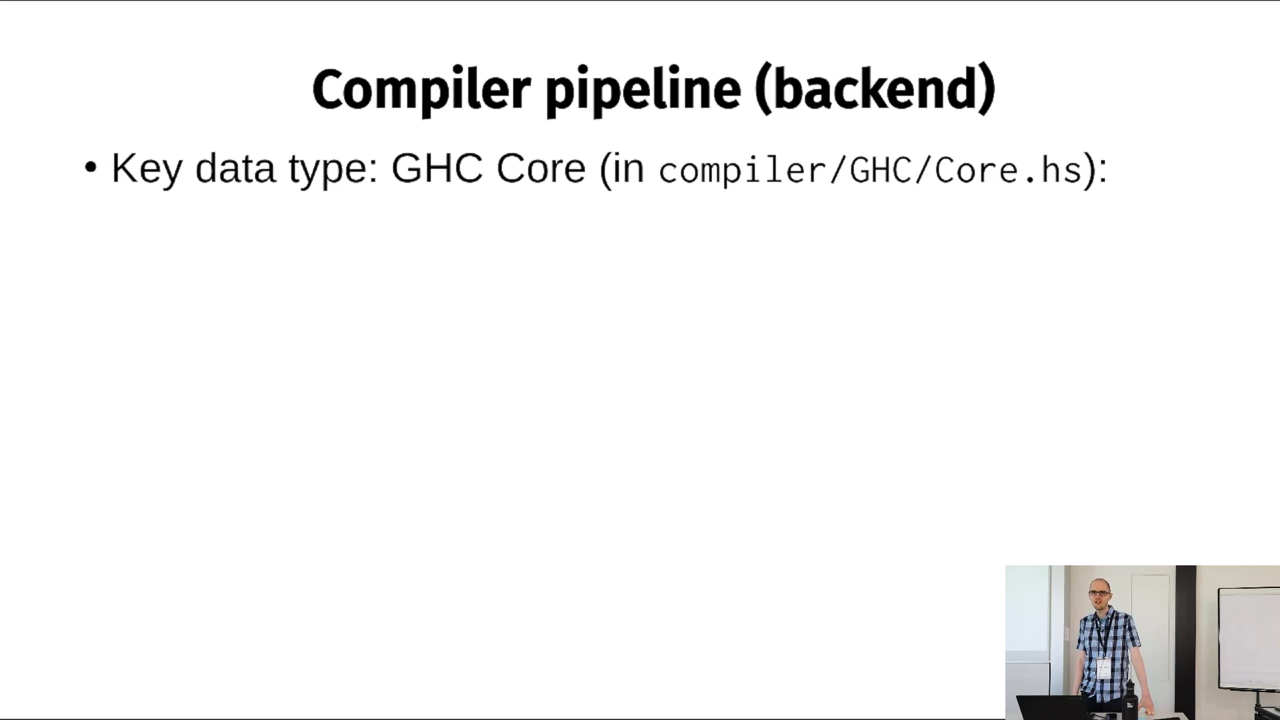 Compiler pipeline (backend)
• Key data type: GHC Core (in compiler/GHC/Core.hs):